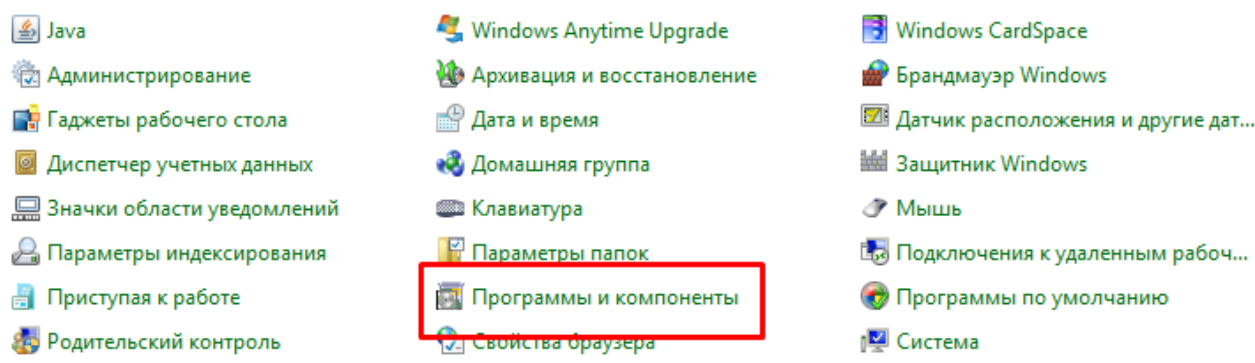 Java
Windows Anytime Upgrade
Windows CardSpace
Администрирование
Архивация и восстановление
Брандмауэр Windows
Гаджеты рабочего стола
Дата и время
Датчик расположения и другие дат...
Диспетчер учетных данных
Домашняя группа
Защитник Windows
Значки области уведомлений
Клавиатура
Мышь
Параметры индексирования
Параметры папок
Подключения к удаленным рабоч...
Приступая к работе
Программы и компоненты
Программы по умолчанию
Родительский контроль
Свойства браузера
Система